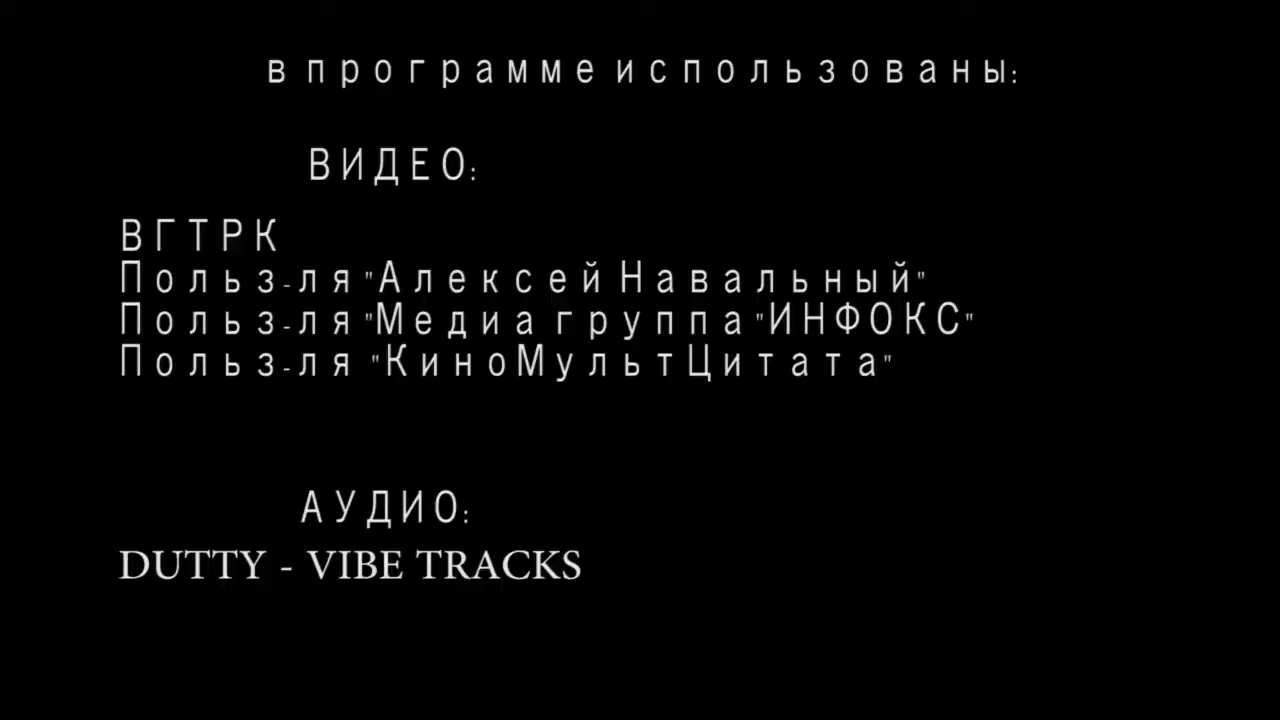 в программе использованы:
ВИДЕО:
ВГТРК
Польз-ля "Алексей Навальный"
Польз-ля "Медиагруппа "ИНФОКС"
Польз-ля "КиноМультЦитата"
АУДИО:
DUTTY - VIBE TRACKS